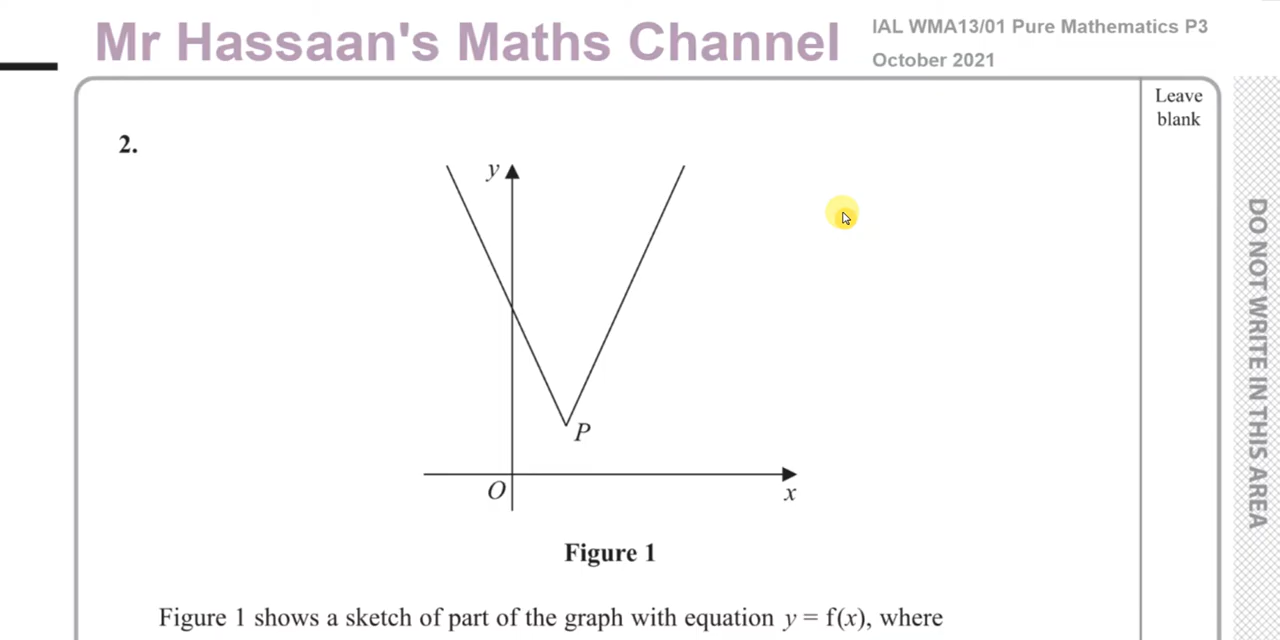 Mr Hassaan's Maths Channel
IAL WMA13/01 Pure Mathematics P3
October 2021
Leave
blank
2.
y
P
O
x
Figure 1
Figure 1 shows a sketch of part of the graph with equation y = f(x), where
DO NOT WRITE IN THIS AREA